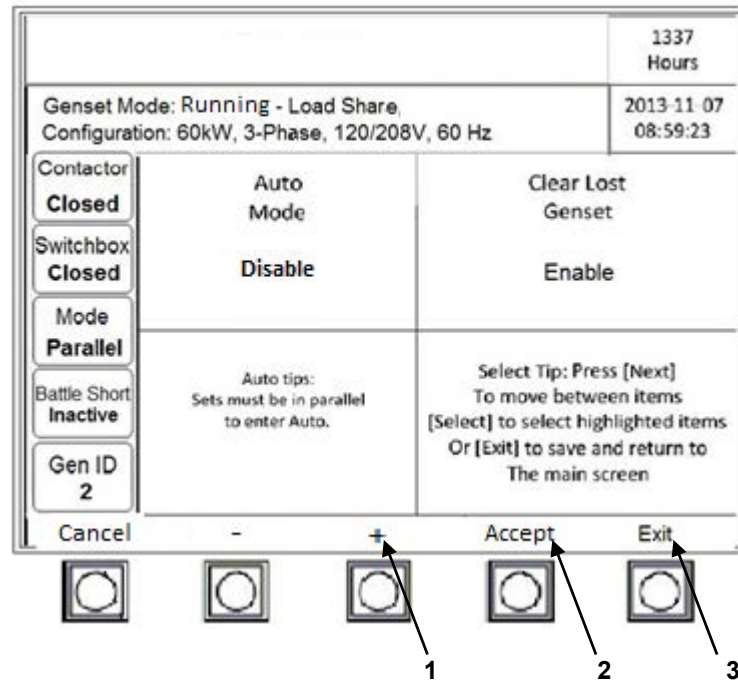 1337
Hours
Genset Mode: Running - Load Share,
Configuration: 60kW, 3-Phase, 120/208V, 60 Hz
2013-11-07
08:59:23
Contactor
Closed
Switchbox
Closed
Mode
Parallel
Battle Short
Inactive
Gen ID
2
Auto
Mode
Disable
Clear Lost
Genset
Enable
Auto tips:
Sets must be in parallel
to enter Auto.
Select Tip: Press [Next]
To move between items
[Select] to select highlighted items
Or [Exit] to save and return to
The main screen
Cancel - + Accept Exit
1 2 3